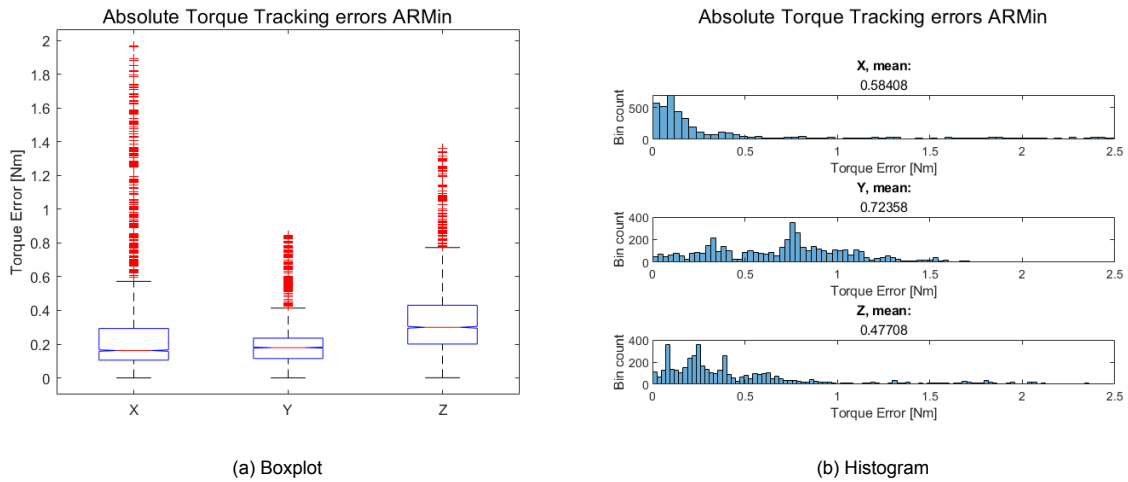 Absolute Torque Tracking errors ARMin
Torque Error [Nm]
2
1.8
1.6
1.4
1.2
1
0.8
0.6
0.4
0.2
0
X
Y
Z
(a) Boxplot
Absolute Torque Tracking errors ARMin
X, mean:
0.58408
Bin count
500
0
0 0.5 1 1.5 2 2.5
Torque Error [Nm]
Y, mean:
0.72358
Bin count
400
200
0
0 0.5 1 1.5 2 2.5
Torque Error [Nm]
Z, mean:
0.47708
Bin count
400
200
0
0 0.5 1 1.5 2 2.5
Torque Error [Nm]
(b) Histogram